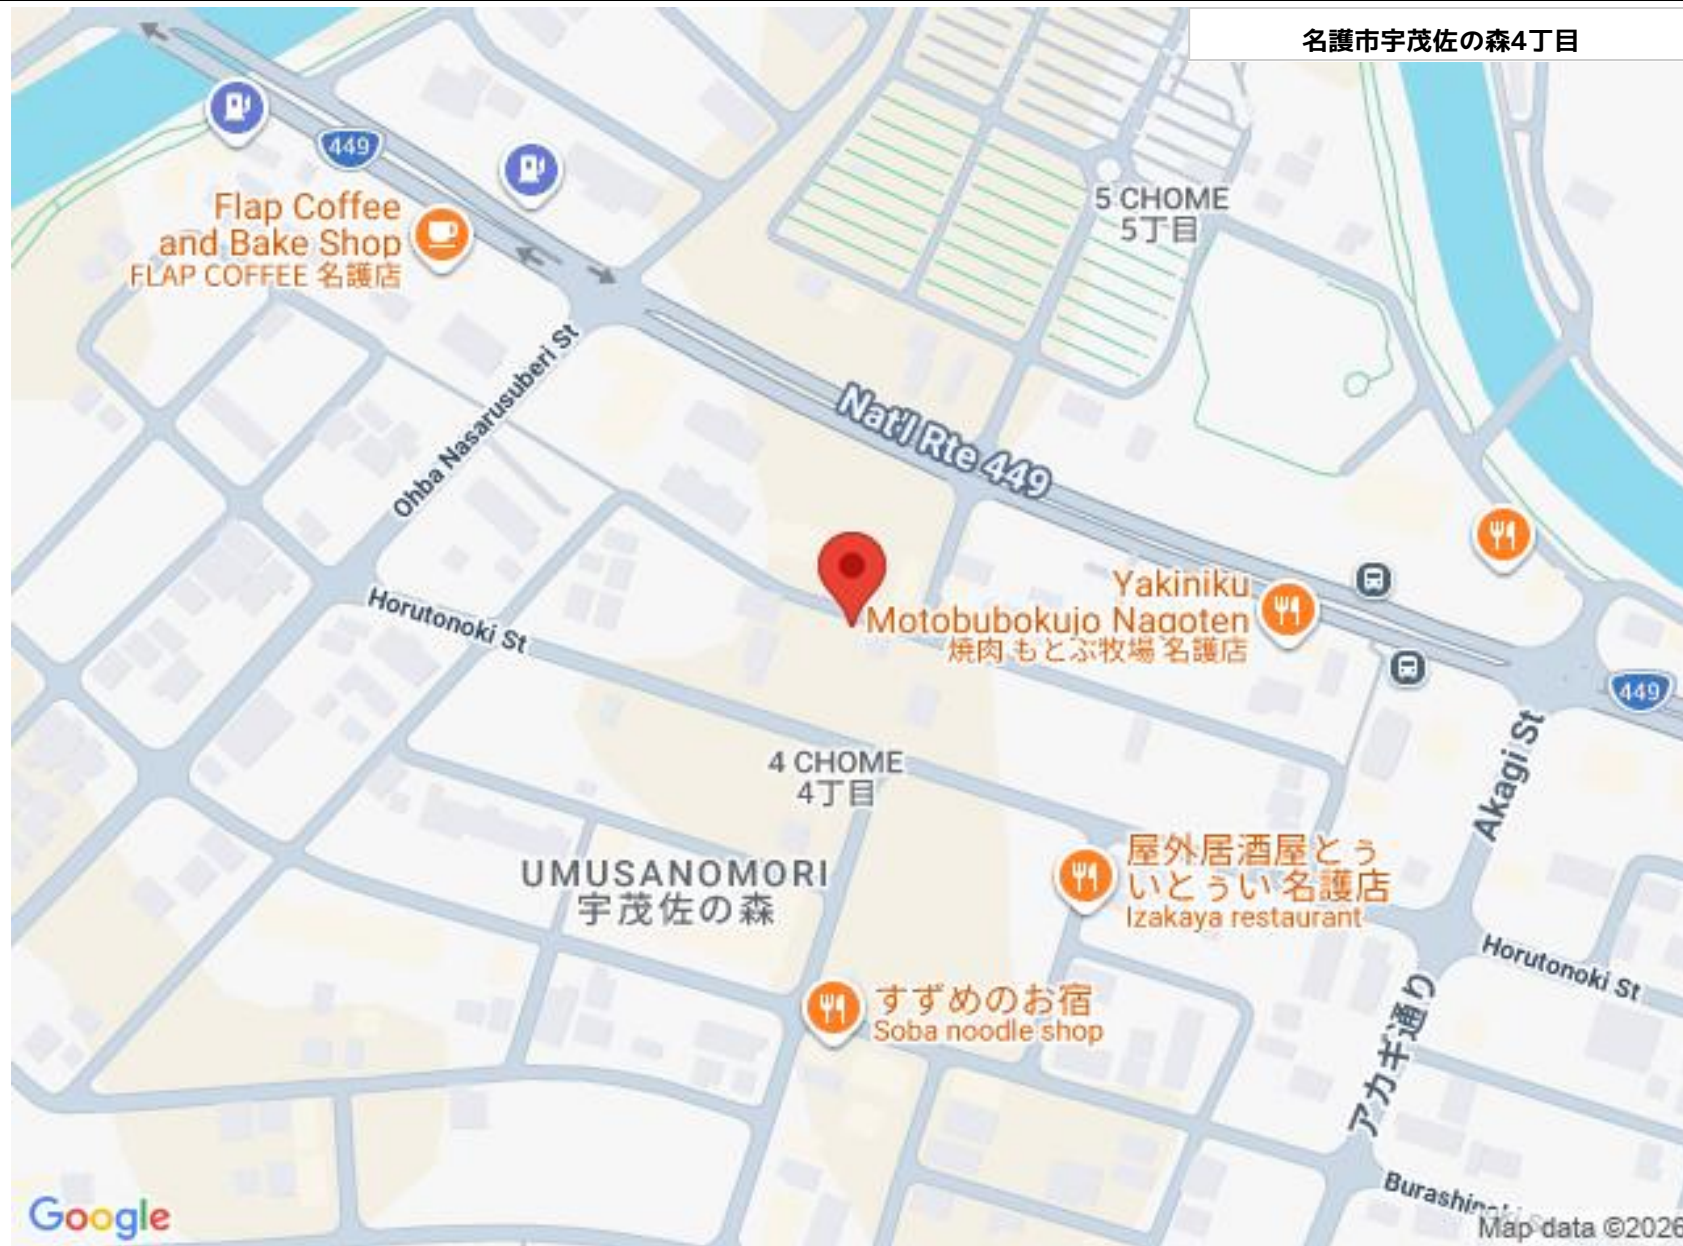 名護市宇茂佐の森4丁目
449
Flap Coffee
and Bake Shop
FLAP COFFEE 名護店
5 CHOME
5丁目
Ohba Nasarusuberi St
Nat'l Rte 449
Horutonoki St
Yakiniku
Motobubokujo Nagoten
焼肉 もとぶ牧場 名護店
449
4 CHOME
4丁目
Akagi St
UMUSANOMORI
宇茂佐の森
屋外居酒屋とぅ
いとぅい 名護店
Izakaya restaurant
Horutonoki St
すずめのお宿
Soba noodle shop
アカギ通り
Google
Map data ©2026